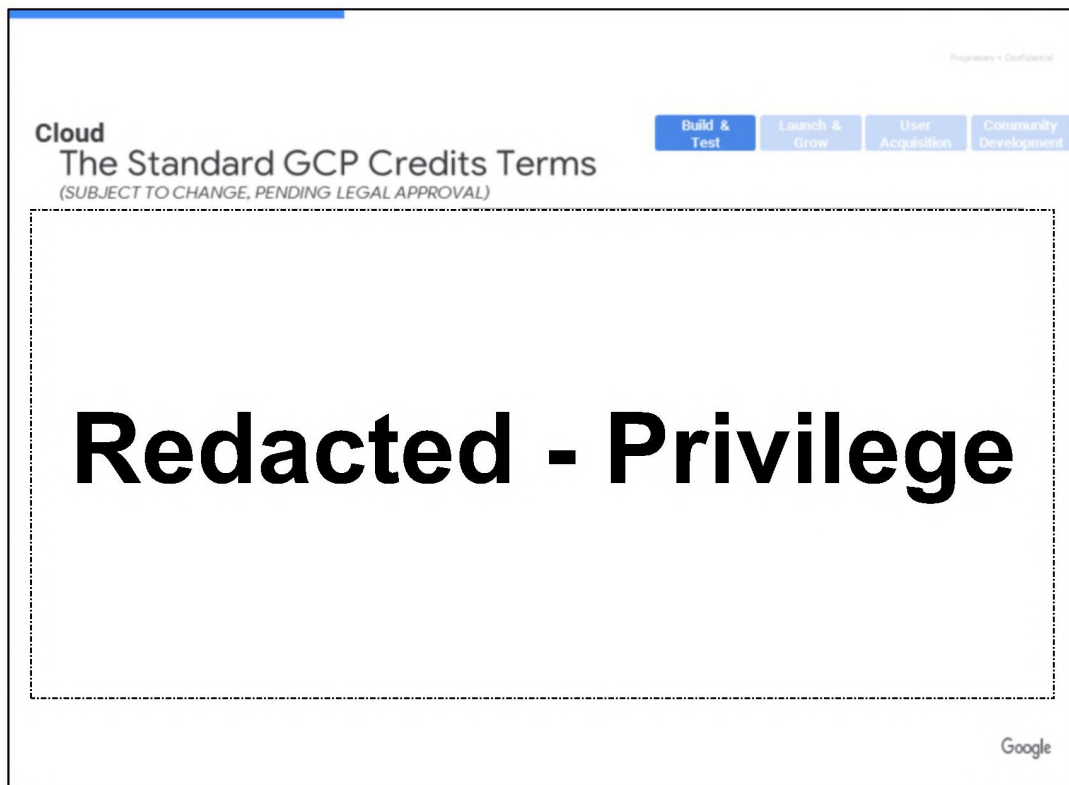 Proprietary + Confidential
Cloud
Build &
Test
Launch &
Grow
User
Acquisition
Community
Development
The Standard GCP Credits Terms
(SUBJECT TO CHANGE, PENDING LEGAL APPROVAL)
Redacted - Privilege
Google